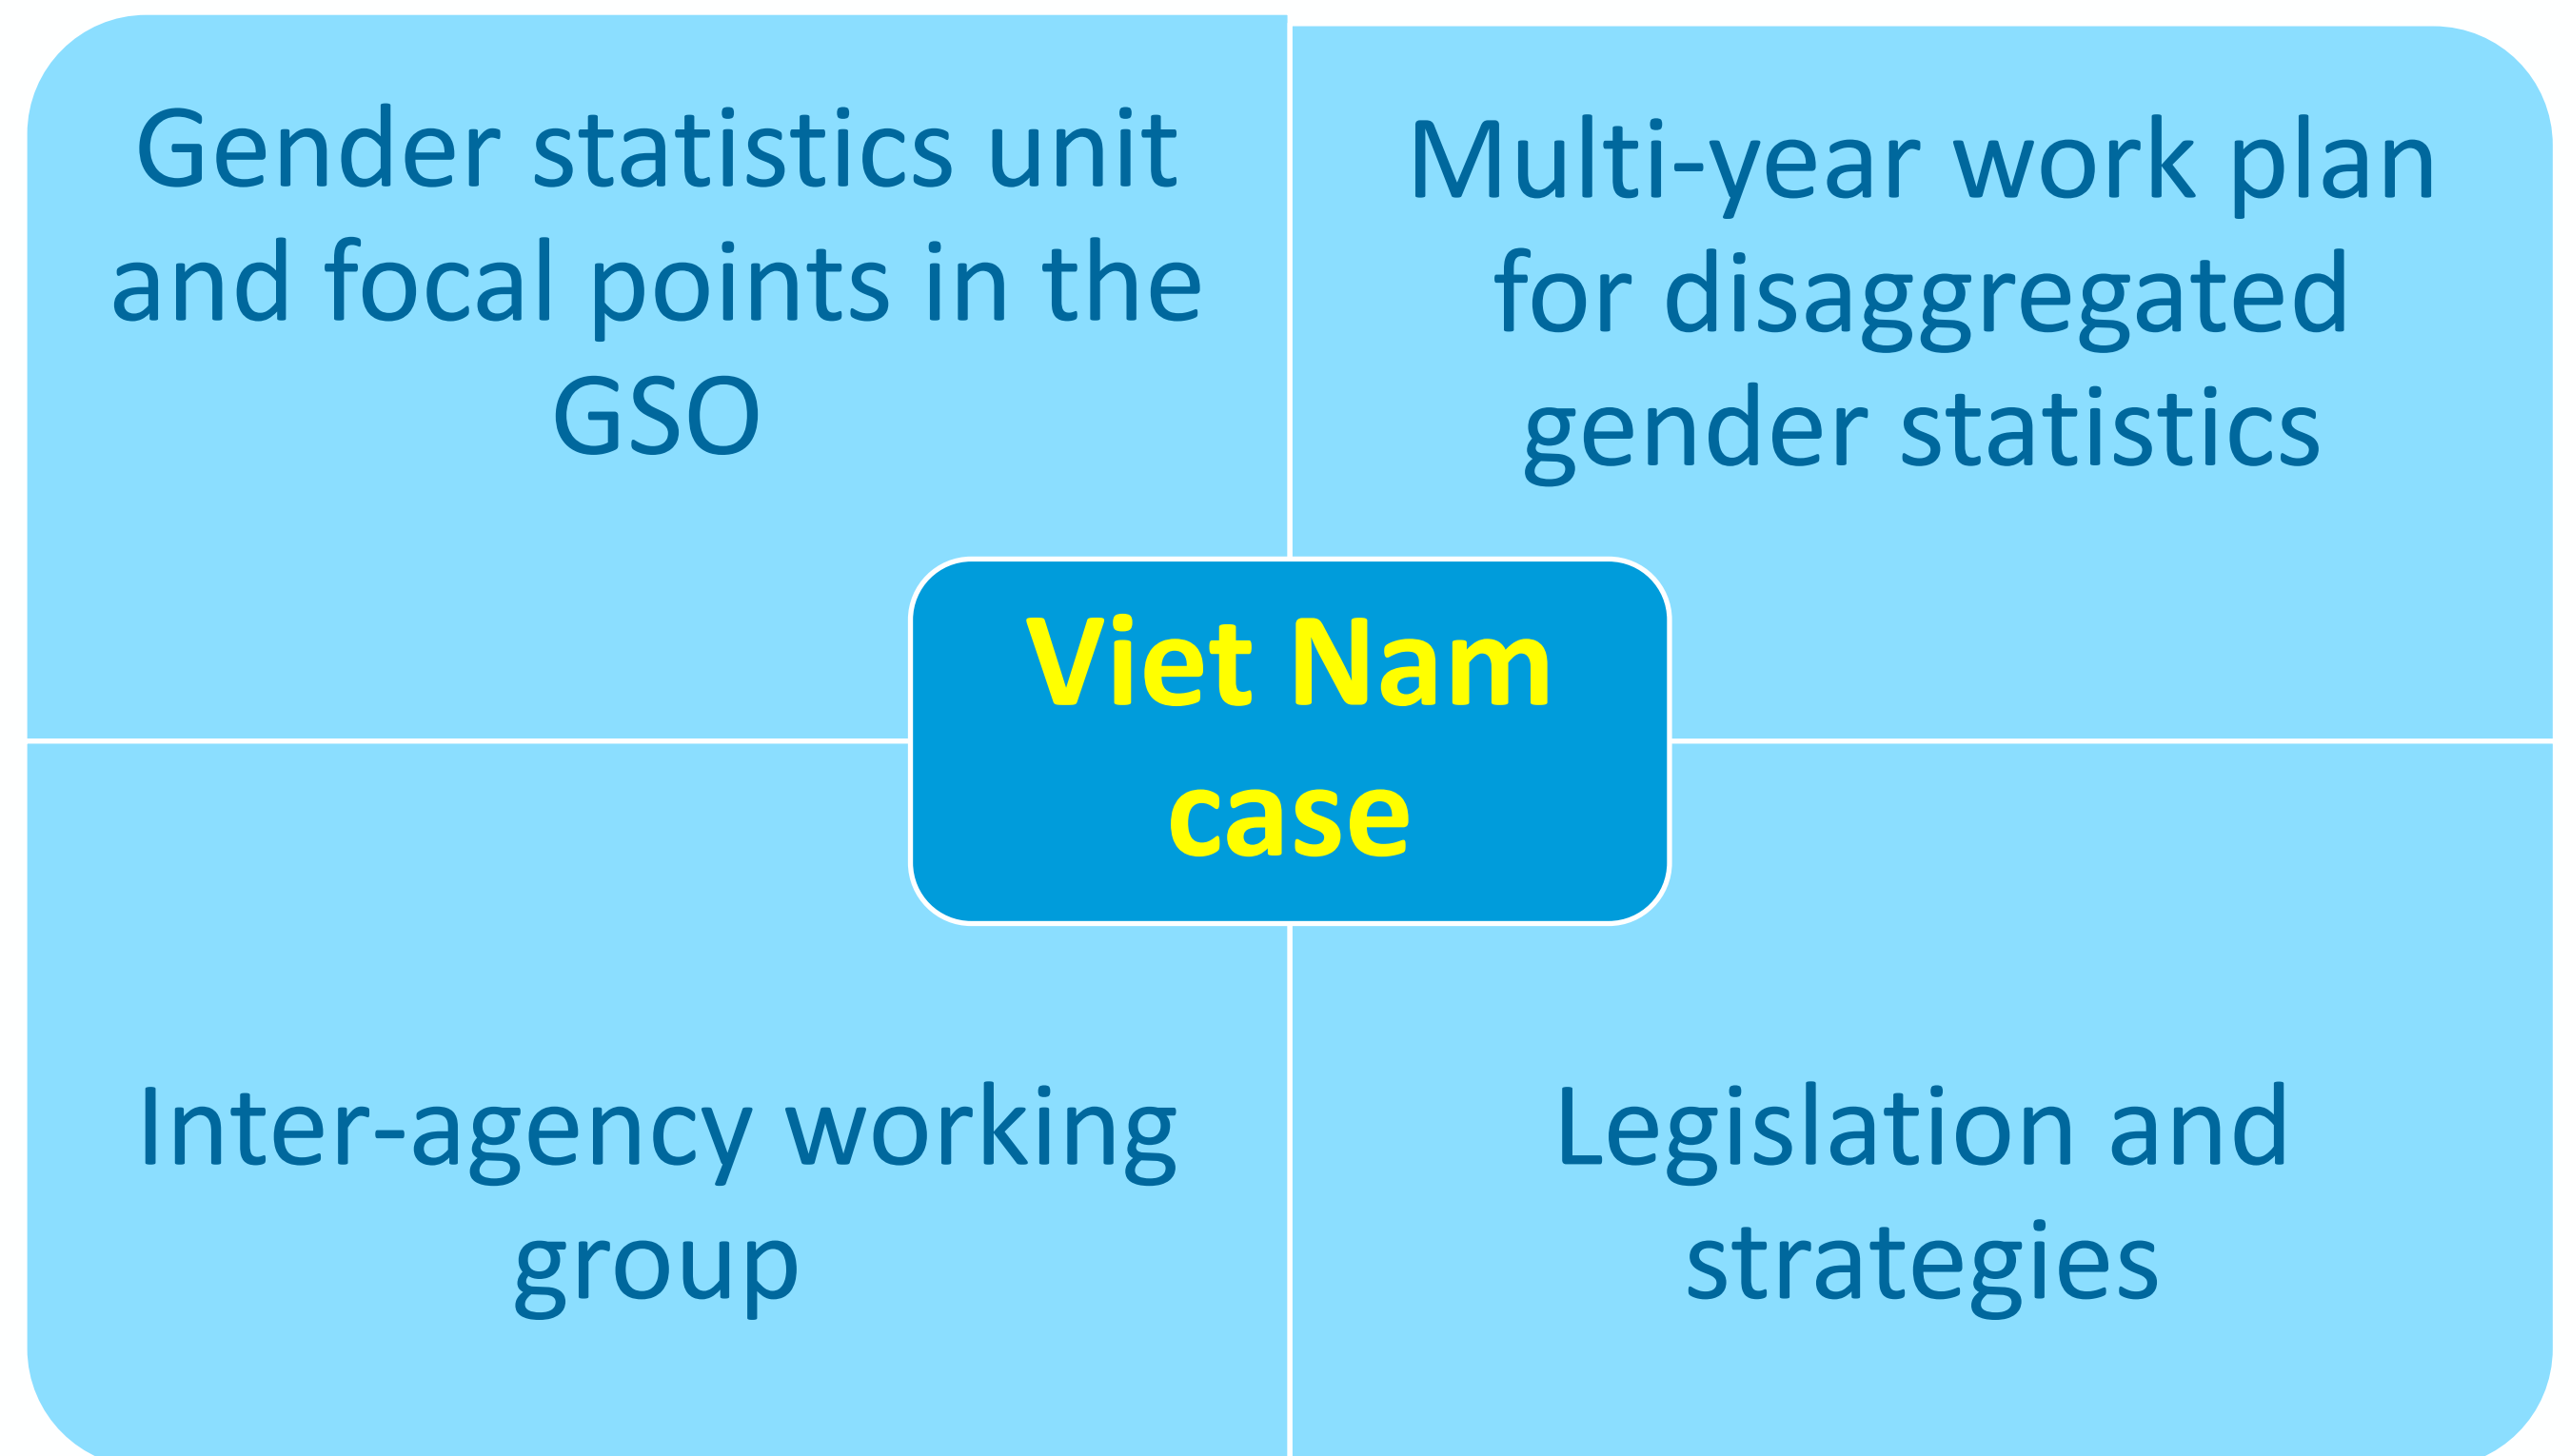 Gender statistics unit
and focal points in the
GSO
Multi-year work plan
for disaggregated
gender statistics
Viet Nam
case
Inter-agency working
group
Legislation and
strategies